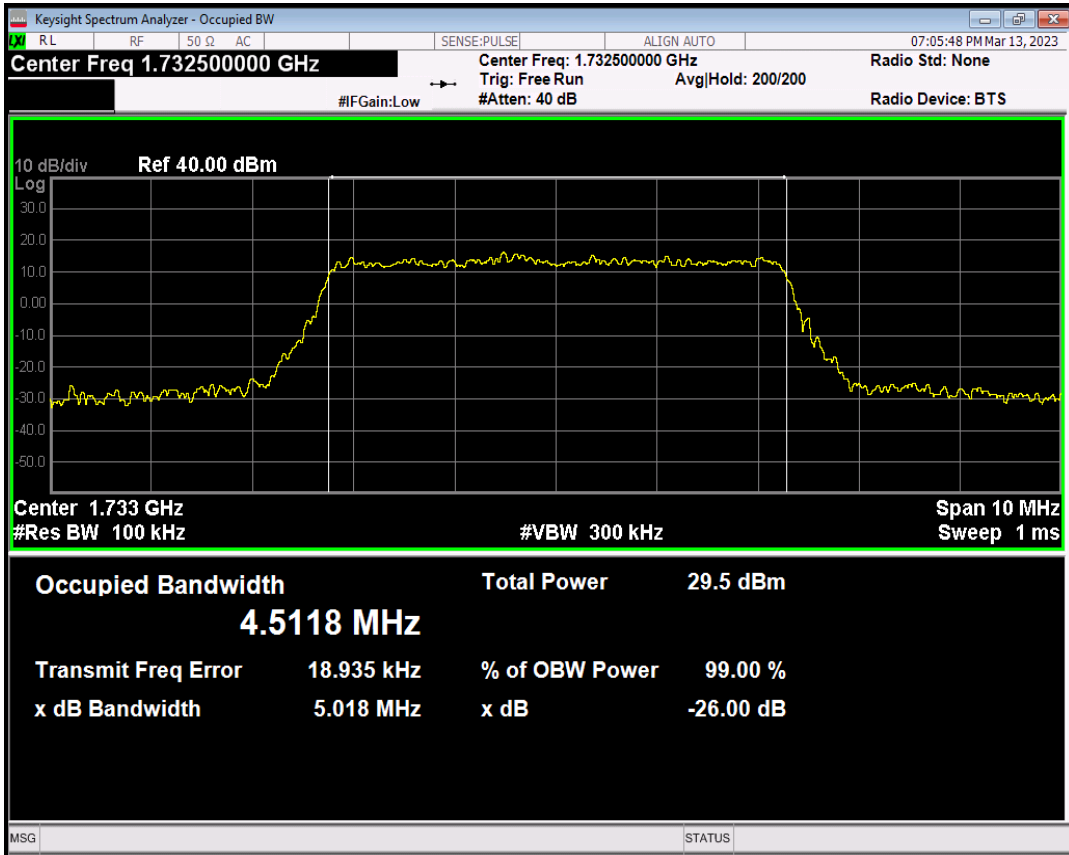 Keysight Spectrum Analyzer - Occupied BW
LXI RL RF 50 Ω AC SENSE:PULSE ALIGN AUTO 07:05:48 PM Mar 13, 2023
Center Freq 1.732500000 GHz
Center Freq: 1.732500000 GHz
Radio Std: None
Trig: Free Run Avg|Hold: 200/200
#IFGain:Low #Atten: 40 dB Radio Device: BTS
10 dB/div Ref 40.00 dBm
Log
30.0
20.0
10.0
0.00
-10.0
-20.0
-30.0
-40.0
-50.0
Center 1.733 GHz Span 10 MHz
#Res BW 100 kHz #VBW 300 kHz Sweep 1 ms
Occupied Bandwidth Total Power 29.5 dBm
4.5118 MHz
Transmit Freq Error 18.935 kHz % of OBW Power 99.00 %
x dB Bandwidth 5.018 MHz x dB -26.00 dB
MSG STATUS